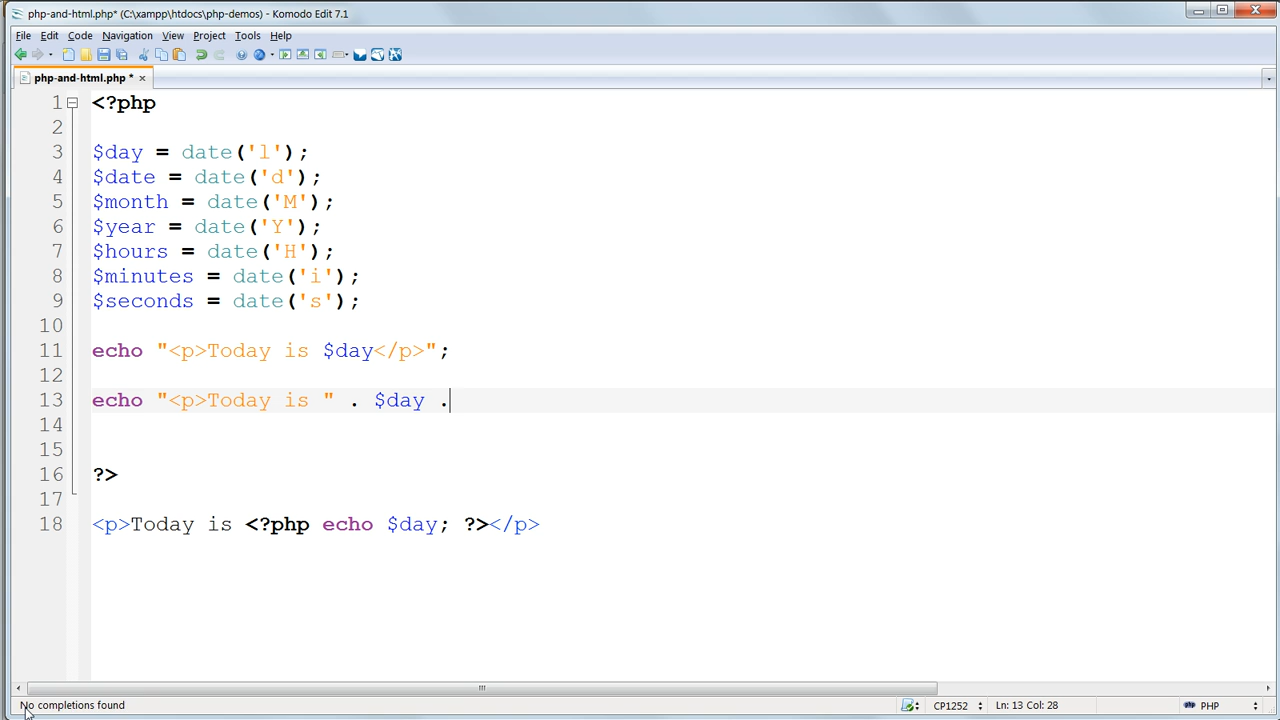 php-and-html.php* (C:\xampp\htdocs\php-demos) - Komodo Edit 7.1
File Edit Code Navigation View Project Tools Help
php-and-html.php *
1 <?php
2
3 $day = date('l');
4 $date = date('d');
5 $month = date('M');
6 $year = date('Y');
7 $hours = date('H');
8 $minutes = date('i');
9 $seconds = date('s');
10
11 echo "<p>Today is $day</p>";
12
13 echo "<p>Today is " . $day .
14
15
16 ?>
17
18 <p>Today is <?php echo $day; ?></p>
No completions found CP1252 Ln: 13 Col: 28 PHP